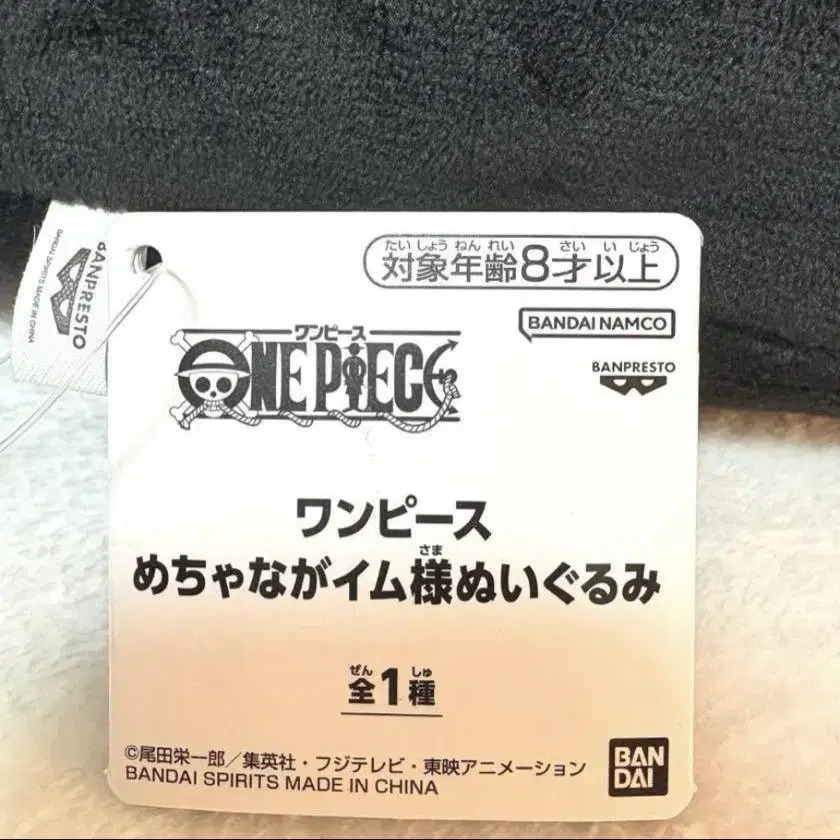 たいしょうねんれい さいいじょう
対象年齢8才以上
BANDAI NAMCO
BANPRESTO
ワンピース
ONE PIECE
ワンピース
さま
めちゃながイム様ぬいぐるみ
ぜん しゅ
全1種
©尾田栄一郎／集英社・フジテレビ・東映アニメーション
BANDAI SPIRITS MADE IN CHINA
BAN
DAI
BANPRESTO
BANDAI SPIRITS MADE IN CHINA